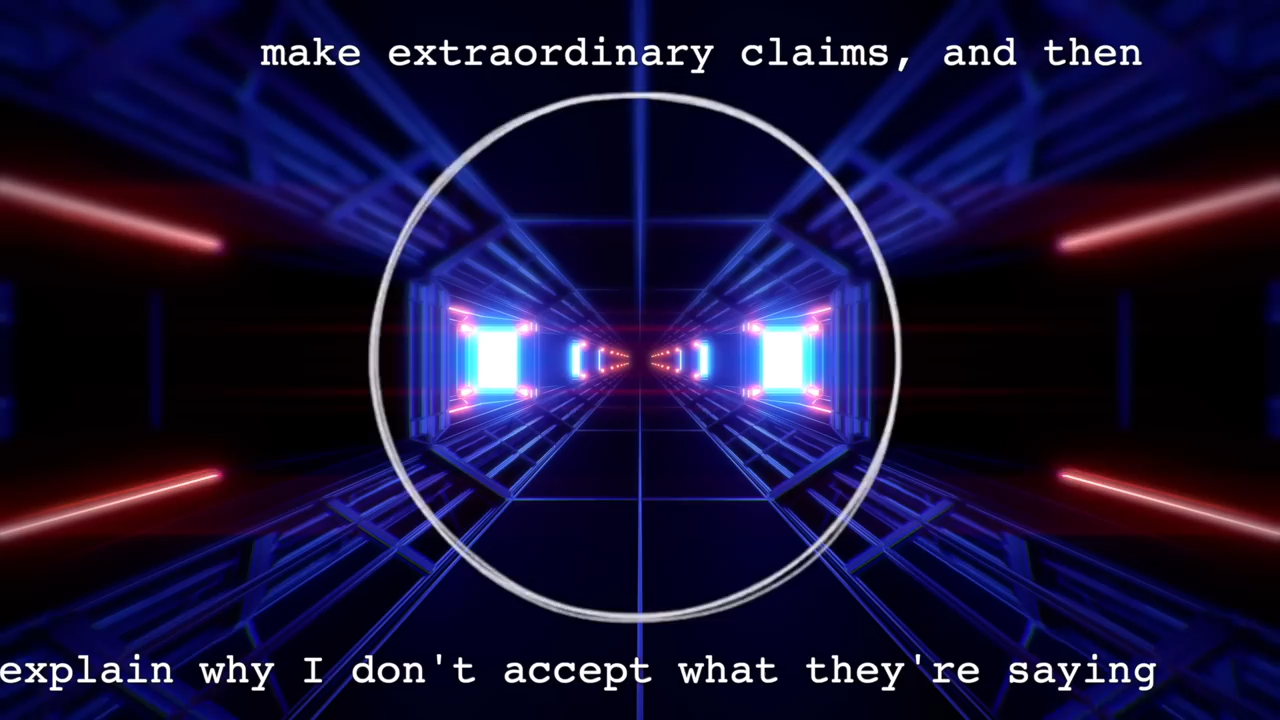 make extraordinary claims, and then
explain why I don't accept what they're saying